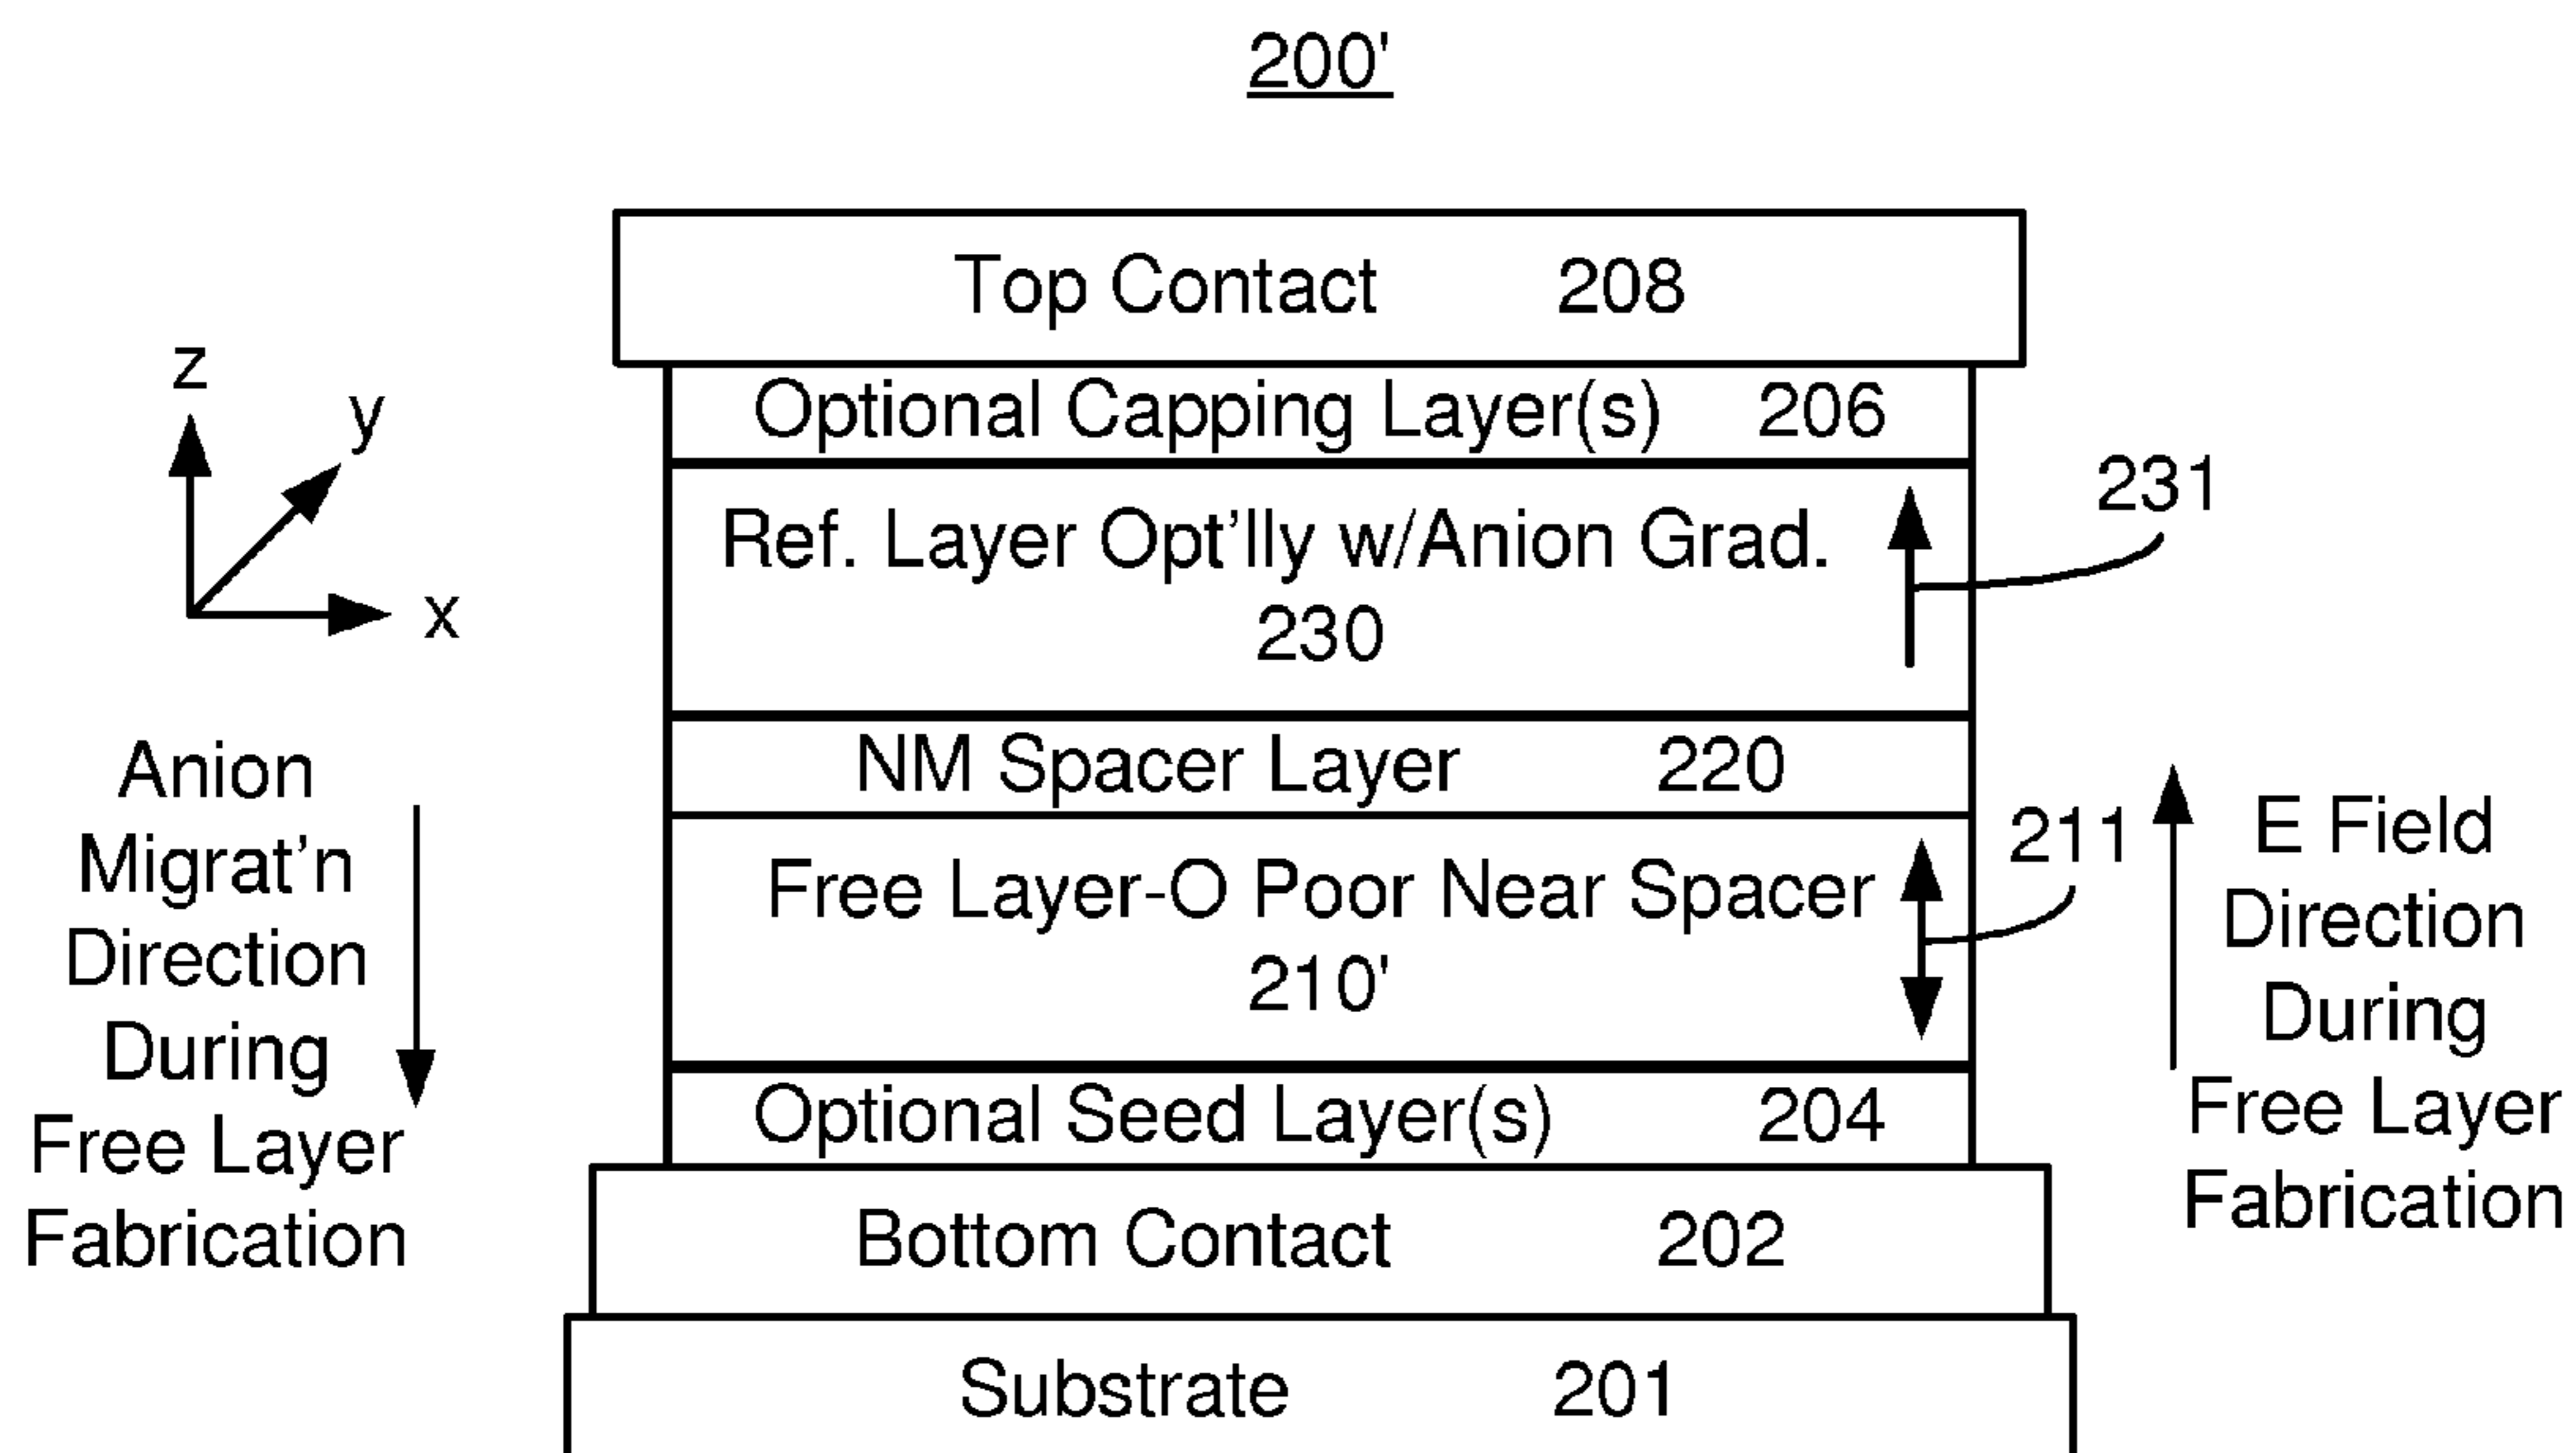 200'
Top Contact 208
Optional Capping Layer(s) 206
z
y
x
231
Ref. Layer Opt'lly w/Anion Grad.
230
NM Spacer Layer 220
Anion
Migrat'n
Direction
During
Free Layer
Fabrication
211
Free Layer-O Poor Near Spacer
210'
E Field
Direction
During
Free Layer
Fabrication
Optional Seed Layer(s) 204
Bottom Contact 202
Substrate 201